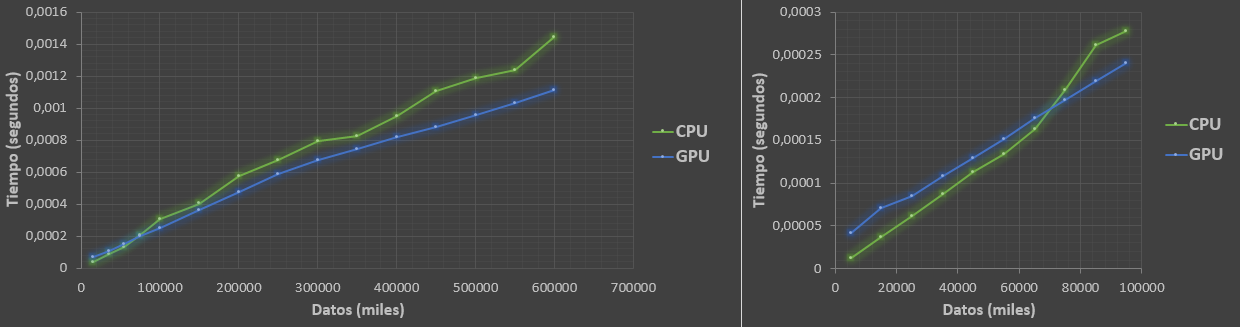 0,0016
0,0014
0,0012
0,001
0,0008
0,0006
0,0004
0,0002
0
Tiempo (segundos)
0 100000 200000 300000 400000 500000 600000 700000
Datos (miles)
CPU
GPU
0,0003
0,00025
0,0002
0,00015
0,0001
0,00005
0
Tiempo (segundos)
0 20000 40000 60000 80000 100000
Datos (miles)
CPU
GPU